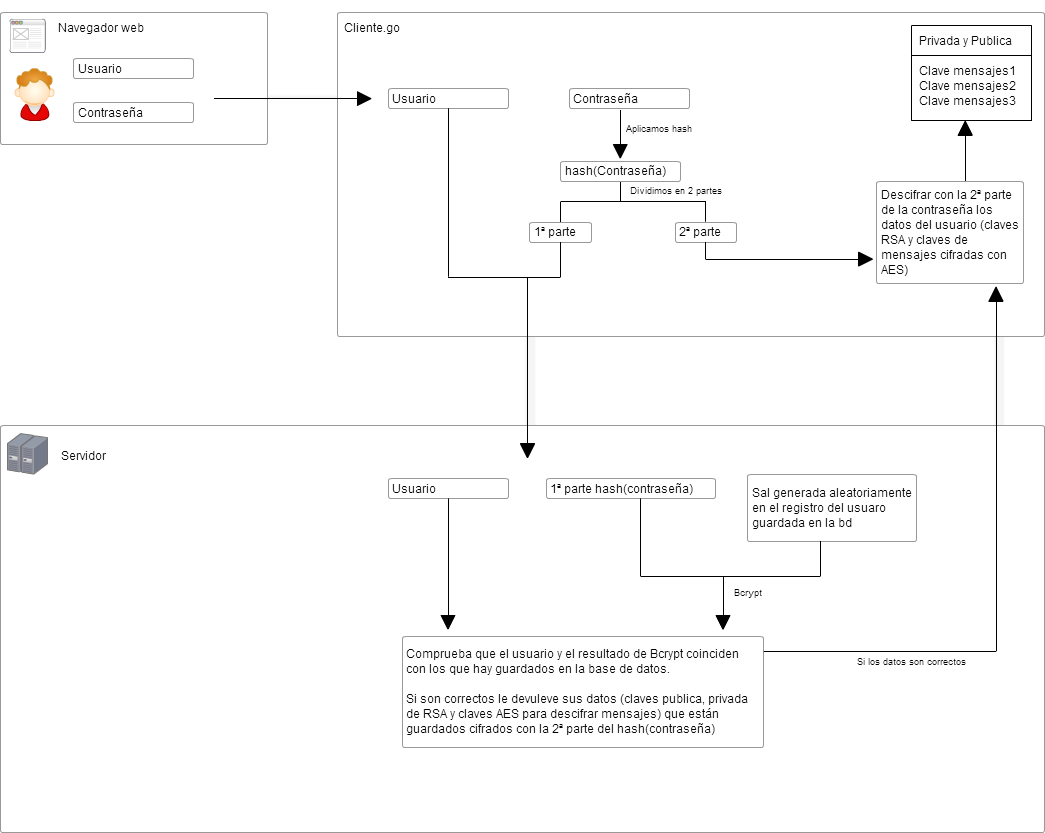 Navegador web
Usuario
Contraseña
Cliente.go
Usuario
Contraseña
Aplicamos hash
hash(Contraseña)
Dividimos en 2 partes
1ª parte
2ª parte
Privada y Publica
Clave mensajes1
Clave mensajes2
Clave mensajes3
Descifrar con la 2ª parte
de la contraseña los
datos del usuario (claves
RSA y claves de
mensajes cifradas con
AES)
Servidor
Usuario
1ª parte hash(contraseña)
Sal generada aleatoriamente
en el registro del usuaro
guardada en la bd
Bcrypt
Comprueba que el usuario y el resultado de Bcrypt coinciden
con los que hay guardados en la base de datos.
Si son correctos le devuleve sus datos (claves publica, privada
de RSA y claves AES para descifrar mensajes) que están
guardados cifrados con la 2ª parte del hash(contraseña)
Si los datos son correctos